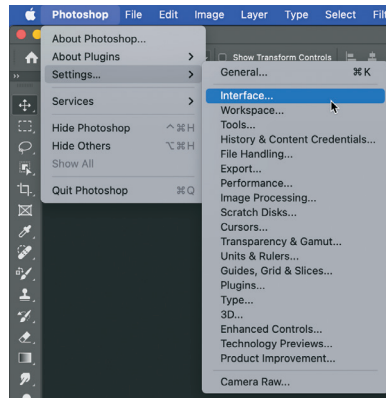 Photoshop File Edit Image Layer Type Select Filt
About Photoshop...
About Plugins >
Settings... >
Services >
Hide Photoshop ⌃⌘H
Hide Others ⌥⌘H
Show All
Quit Photoshop ⌘Q
Show Transform Controls
General... ⌘K
Interface...
Workspace...
Tools...
History & Content Credentials...
File Handling...
Export...
Performance...
Image Processing...
Scratch Disks...
Cursors...
Transparency & Gamut...
Units & Rulers...
Guides, Grid & Slices...
Plugins...
Type...
3D...
Enhanced Controls...
Technology Previews...
Product Improvement...
Camera Raw...